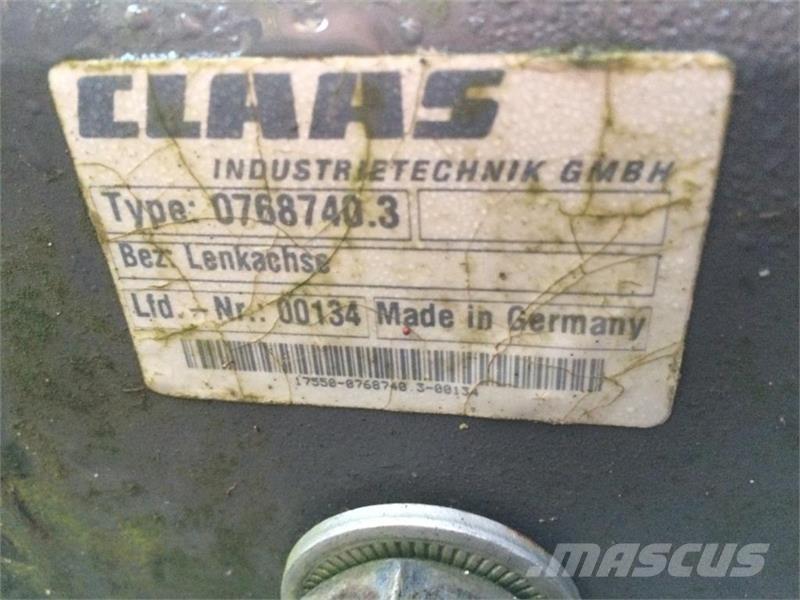 CLAAS
INDUSTRIETECHNIK GMBH
Type: 0768740.3
Bez: Lenkachse
Lfd.-Nr.: 00134 Made in Germany
17550-0768740.3-00134
MASCUS